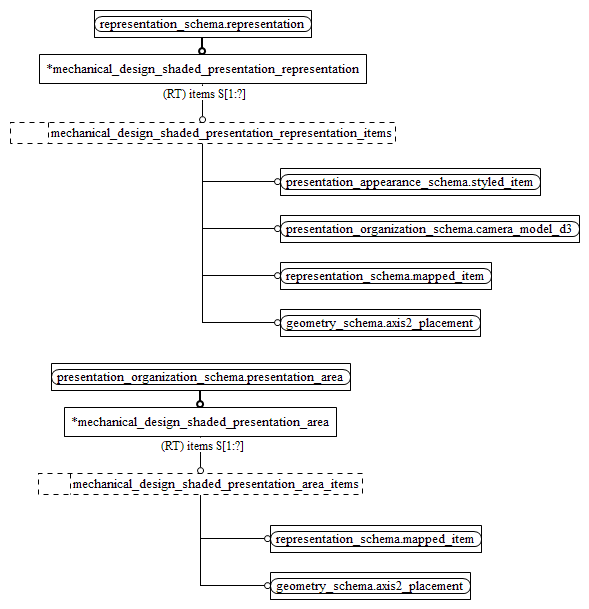 representation_schema.representation
*mechanical_design_shaded_presentation_representation
(RT) items S[1:?]
mechanical_design_shaded_presentation_representation_items
presentation_appearance_schema.styled_item
presentation_organization_schema.camera_model_d3
representation_schema.mapped_item
geometry_schema.axis2_placement
presentation_organization_schema.presentation_area
*mechanical_design_shaded_presentation_area
(RT) items S[1:?]
mechanical_design_shaded_presentation_area_items
representation_schema.mapped_item
geometry_schema.axis2_placement